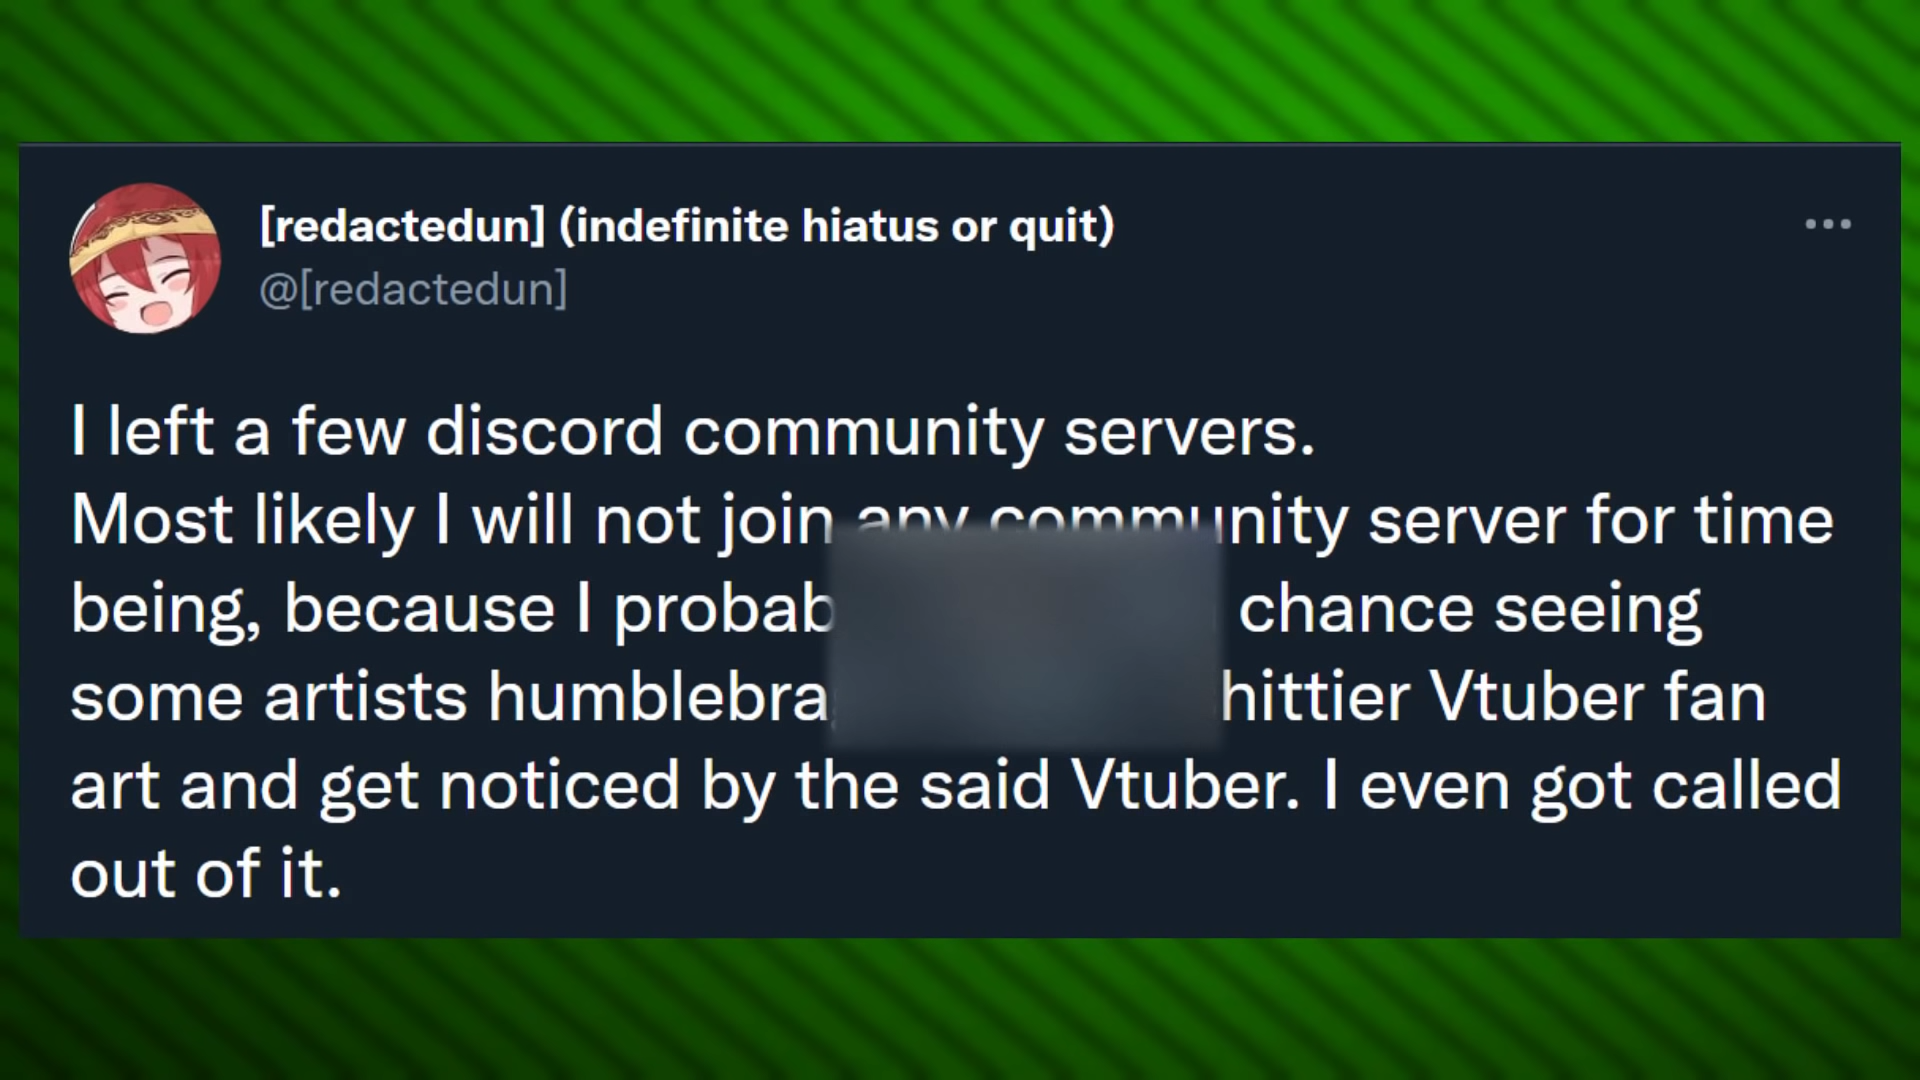 [redactedun] (indefinite hiatus or quit)
@[redactedun]
I left a few discord community servers.
Most likely I will not join any community server for time
being, because I probab chance seeing
some artists humblebra hittier Vtuber fan
art and get noticed by the said Vtuber. I even got called
out of it.